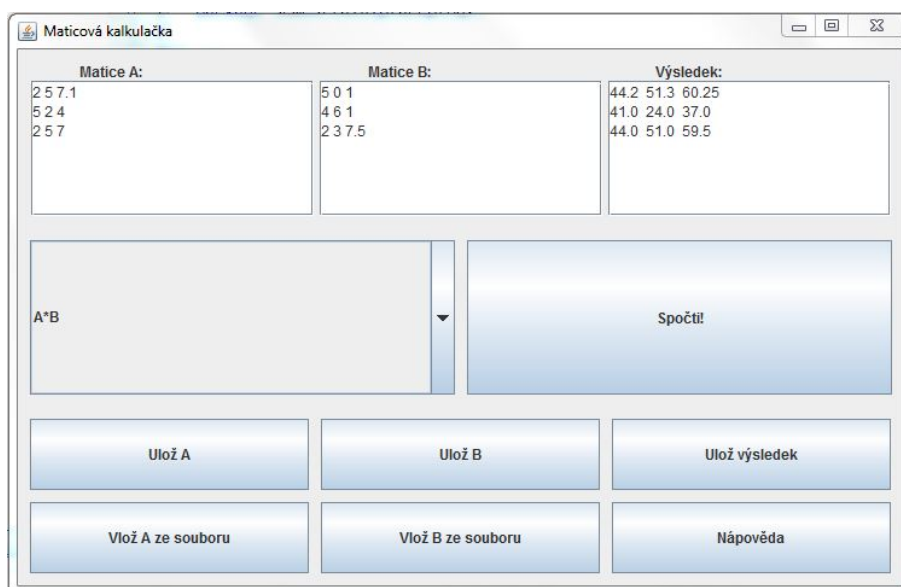 Maticová kalkulačka
Matice A: Matice B: Výsledek:
2 5 7.1
5 2 4
2 5 7
5 0 1
4 6 1
2 3 7.5
44.2 51.3 60.25
41.0 24.0 37.0
44.0 51.0 59.5
A*B
Spočti!
Ulož A
Ulož B
Ulož výsledek
Vlož A ze souboru
Vlož B ze souboru
Nápověda